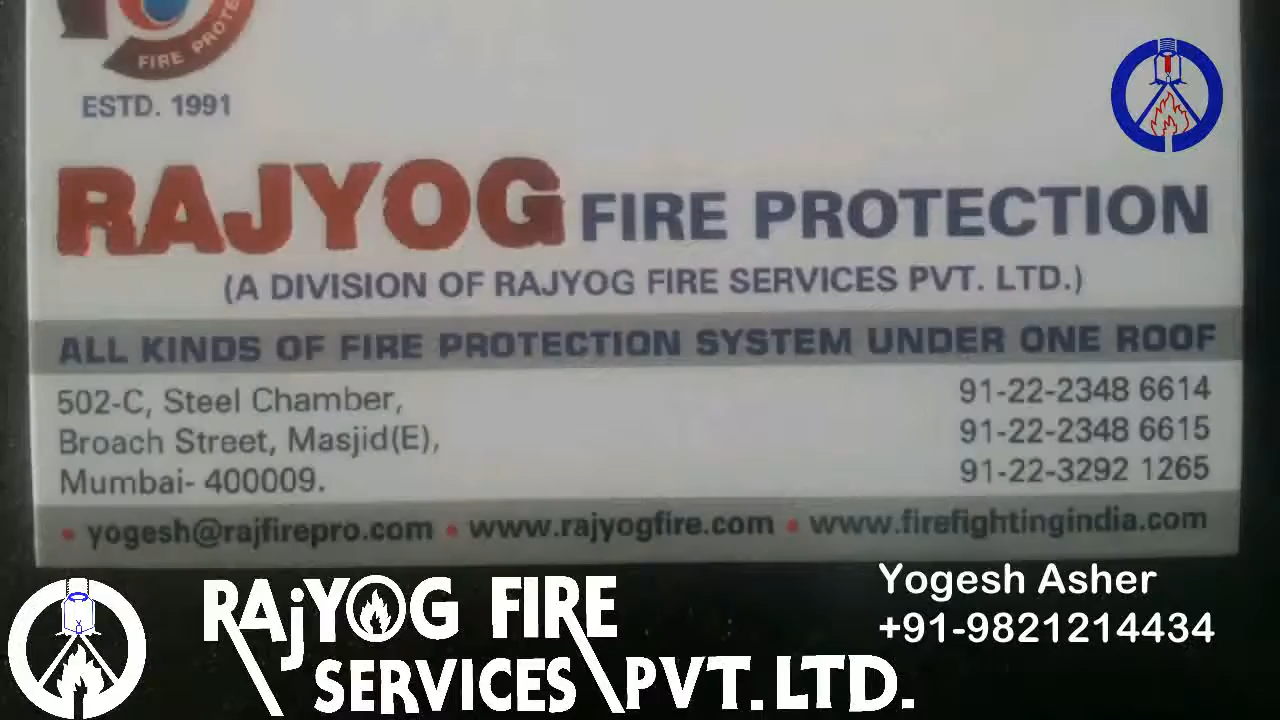 FIRE PROTE
ESTD. 1991
RAJYOG FIRE PROTECTION
(A DIVISION OF RAJYOG FIRE SERVICES PVT. LTD.)
ALL KINDS OF FIRE PROTECTION SYSTEM UNDER ONE ROOF
502-C, Steel Chamber,
Broach Street, Masjid(E),
Mumbai- 400009.
91-22-2348 6614
91-22-2348 6615
91-22-3292 1265
• yogesh@rajfirepro.com • www.rajyogfire.com • www.firefightingindia.com
RAjYOG FIRE
SERVICES PVT. LTD.
Yogesh Asher
+91-9821214434